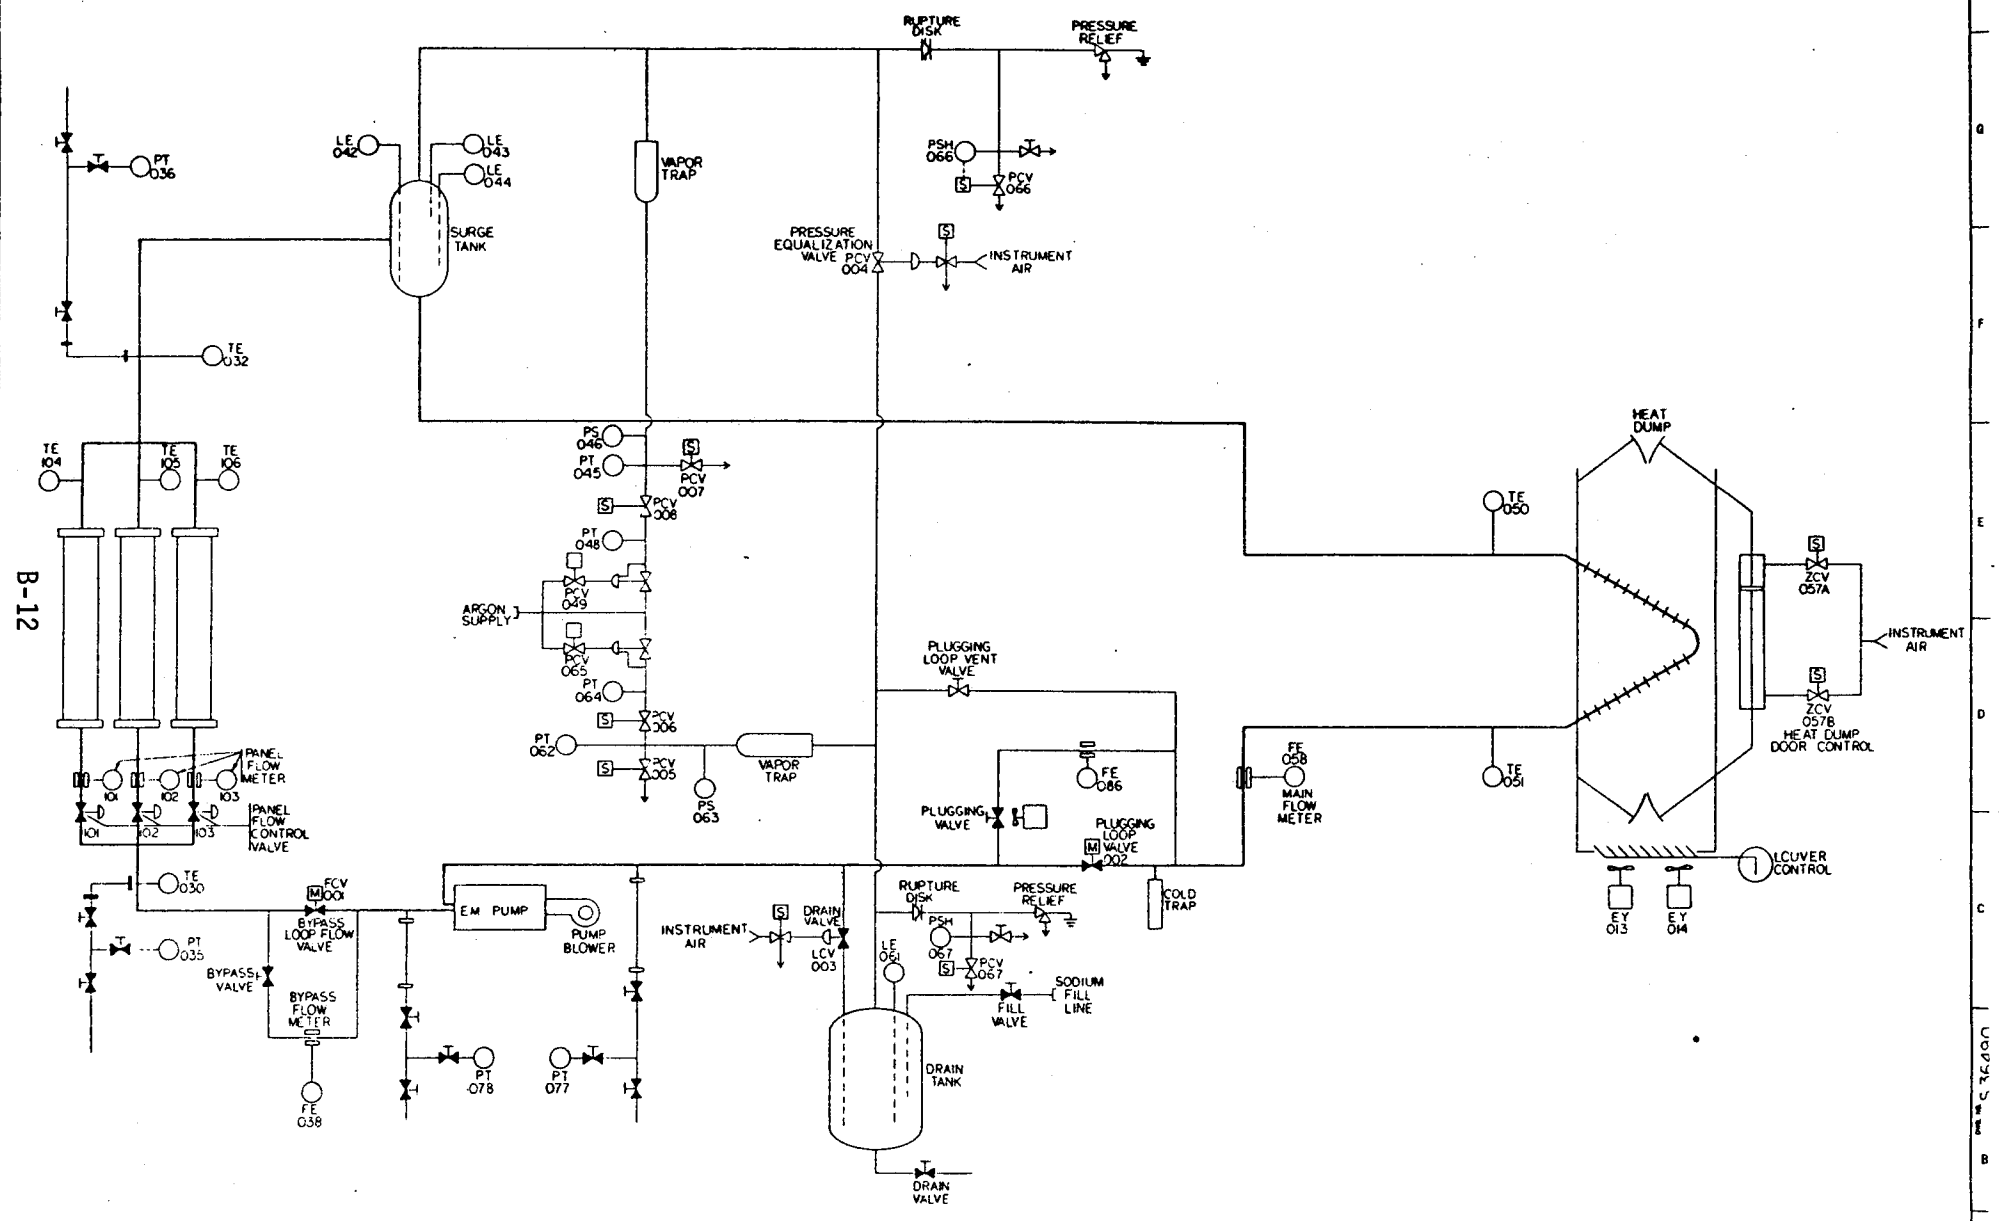 RUPTURE
DISK
PRESSURE
RELIEF
G
LE
042
LE
043
LE
044
PT
036
VAPOR
TRAP
PSH
066
S
PCV
066
SURGE
TANK
PRESSURE
EQUALIZATION
VALVE PCV
004
S
INSTRUMENT
AIR
F
TE
032
HEAT
DUMP
TE
104
TE
105
TE
106
PS
046
PT
045
S
PCV
007
S
PCV
008
PT
048
TE
050
E
S
ZCV
057A
PCV
049
ARGON
SUPPLY
PCV
065
B-12
PLUGGING
LOOP VENT
VALVE
INSTRUMENT
AIR
PT
064
S
PCV
006
S
ZCV
057B
HEAT DUMP
DOOR CONTROL
D
PT
062
S
PCV
005
PS
063
VAPOR
TRAP
PANEL
FLOW
METER
101
102
103
FE
086
FE
058
MAIN
FLOW
METER
TE
051
PANEL
FLOW
CONTROL
VALVE
101
102
103
PLUGGING
VALVE
PLUGGING
LOOP
VALVE
002
M
LOUVER
CONTROL
TE
030
FCV
001
M
BYPASS
LOOP FLOW
VALVE
E.M. PUMP
PUMP
BLOWER
RUPTURE
DISK
PRESSURE
RELIEF
COLD
TRAP
EY
013
EY
014
C
DRAIN
VALVE
S
INSTRUMENT
AIR
LCV
003
LE
061
PSH
067
S
PCV
067
PT
035
BYPASS
VALVE
BYPASS
FLOW
METER
FILL
VALVE
SODIUM
FILL
LINE
FE
038
PT
078
PT
077
DRAIN
TANK
DRAIN
VALVE
B